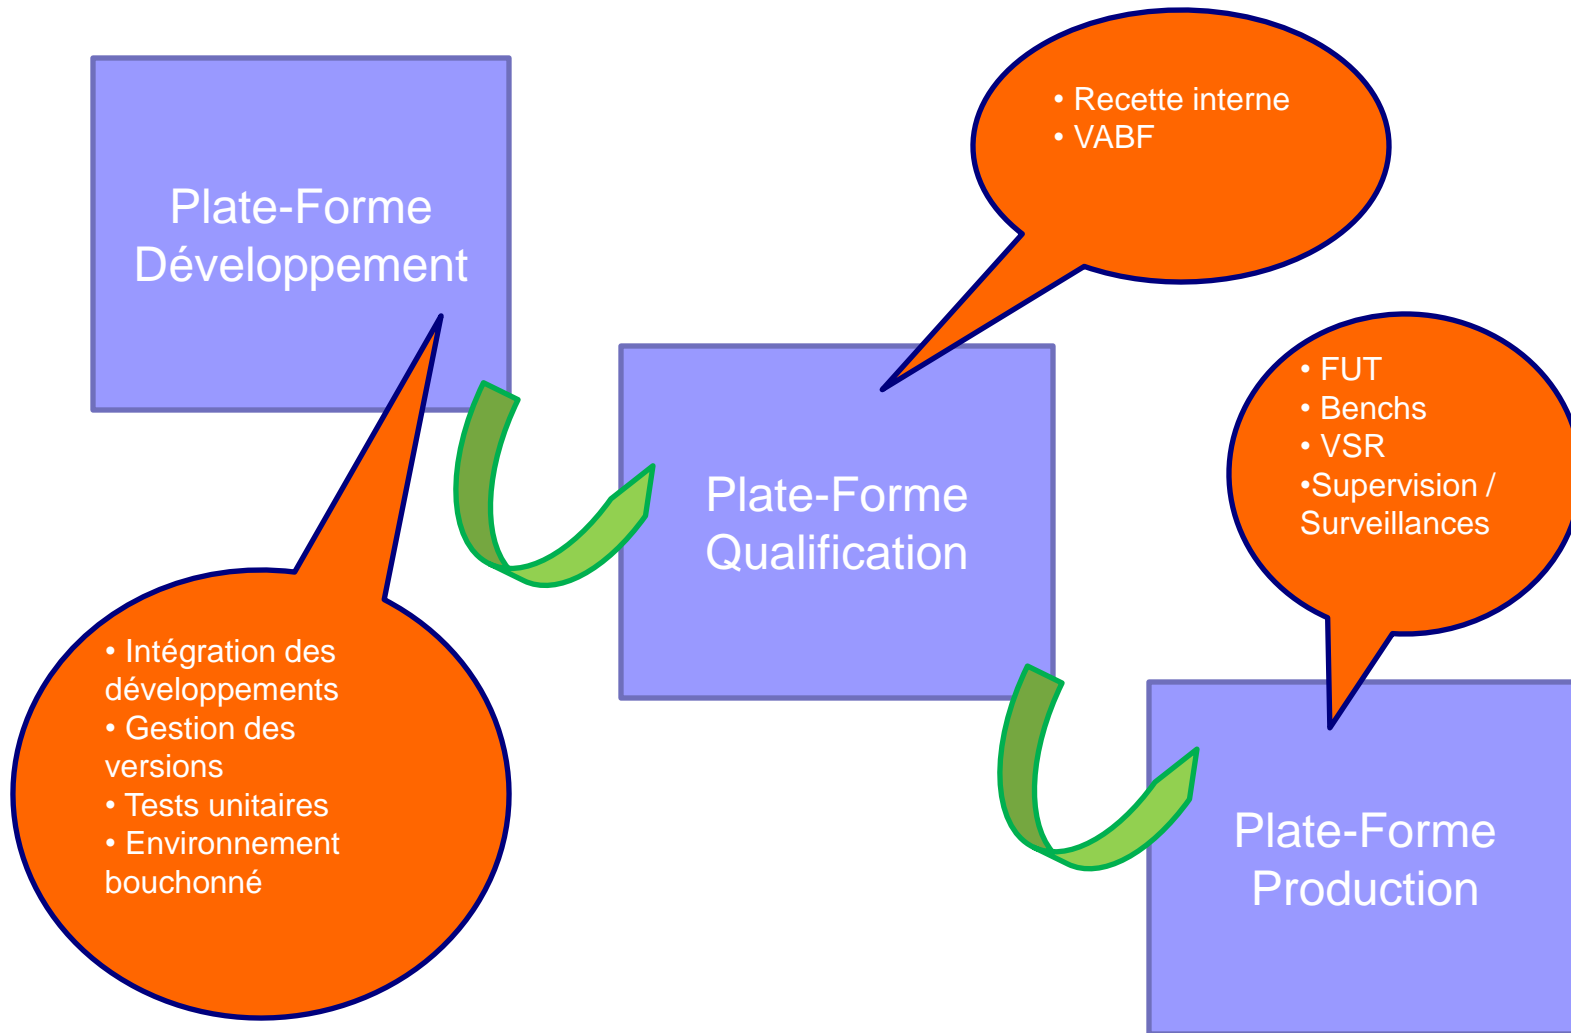 Plate-Forme
Développement
• Recette interne
• VABF
• FUT
• Benchs
• VSR
•Supervision /
Surveillances
Plate-Forme
Qualification
• Intégration des
développements
• Gestion des
versions
• Tests unitaires
• Environnement
bouchonné
Plate-Forme
Production